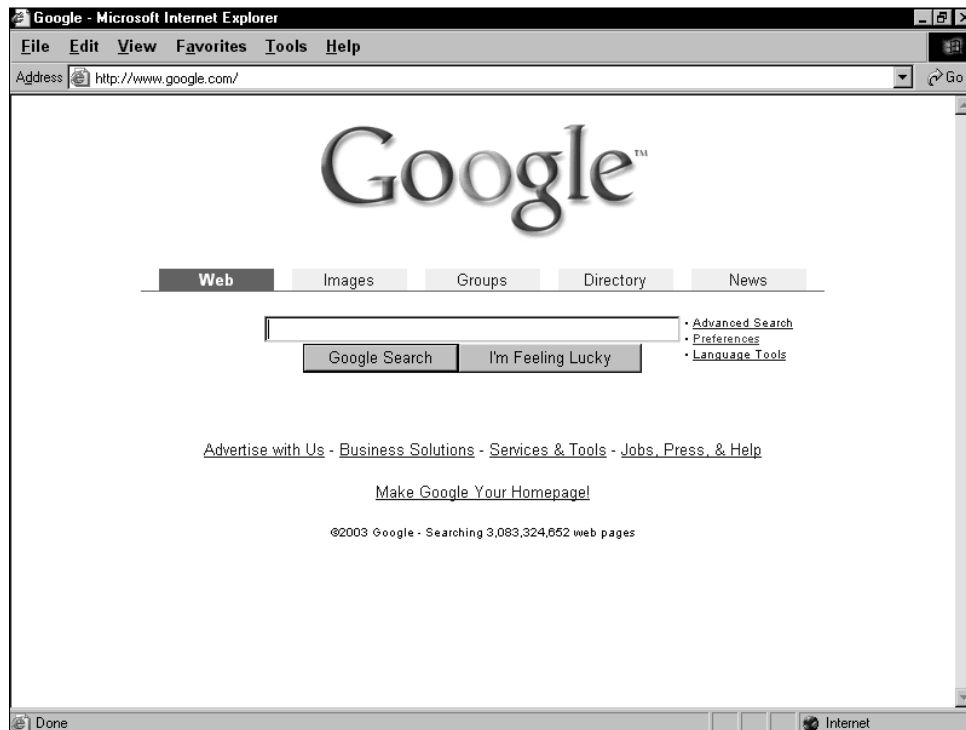 Google - Microsoft Internet Explorer
File Edit View Favorites Tools Help
Address http://www.google.com/ Go
Google™
Web Images Groups Directory News
• Advanced Search
• Preferences
• Language Tools
Google Search I'm Feeling Lucky
Advertise with Us - Business Solutions - Services & Tools - Jobs, Press, & Help
Make Google Your Homepage!
©2003 Google - Searching 3,083,324,652 web pages
Done Internet